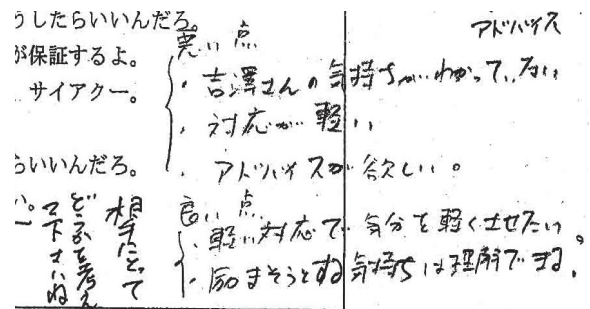 うしたらいいんだろ。
が保証するよ。
サイアクー。
らいいんだろ。
い。
ー
アドバイス
悪い点
・吉澤さんの気持ちがわかっていない
・対応が軽い
・アドバイスが欲しい。
良い点
・軽い対応で気分を軽くさせたい
・励まそうとする気持ちは理解できる。
相手にとって
どうかを考え
て下さいね